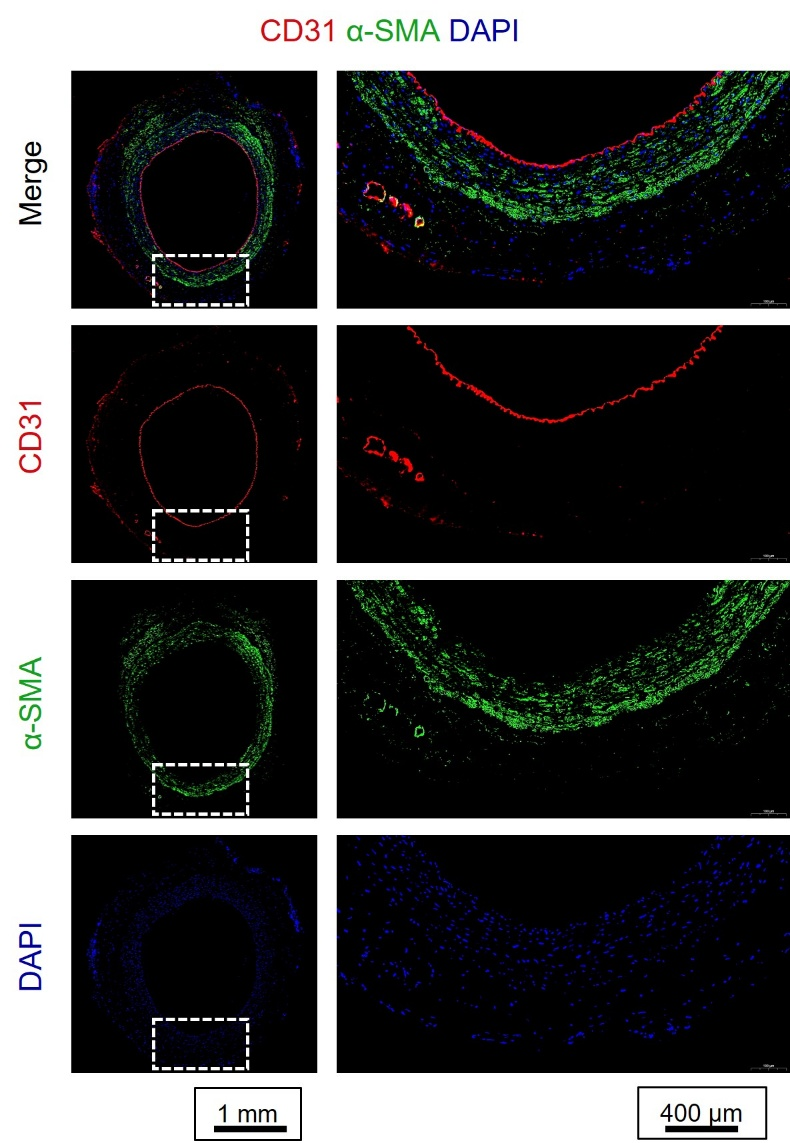 CD31 α-SMA DAPI
Merge
CD31
α-SMA
DAPI
1 mm
400 µm